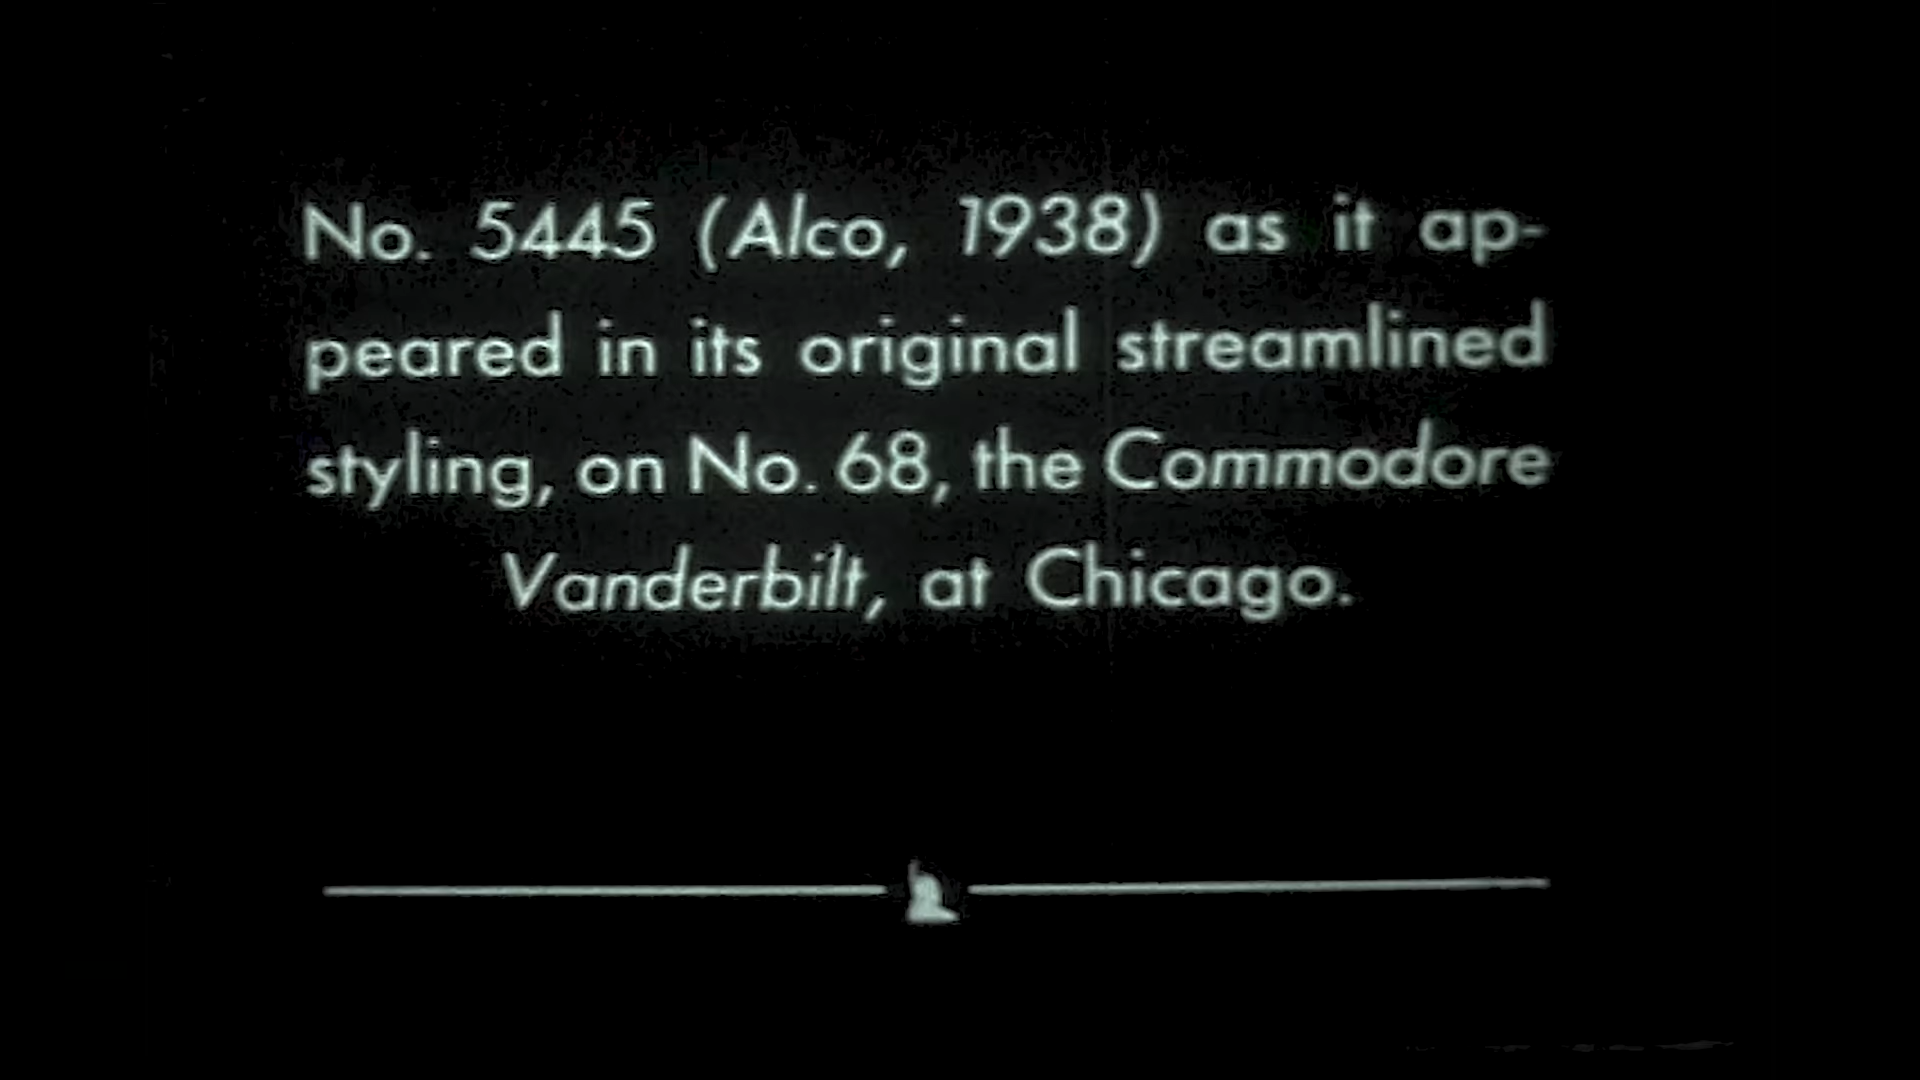 No. 5445 (Alco, 1938) as it ap-
peared in its original streamlined
styling, on No. 68, the Commodore
Vanderbilt, at Chicago.